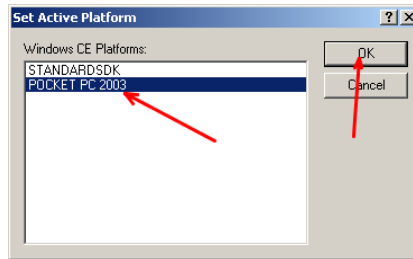 Set Active Platform
Windows CE Platforms:
STANDARDSDK
POCKET PC 2003
OK
Cancel